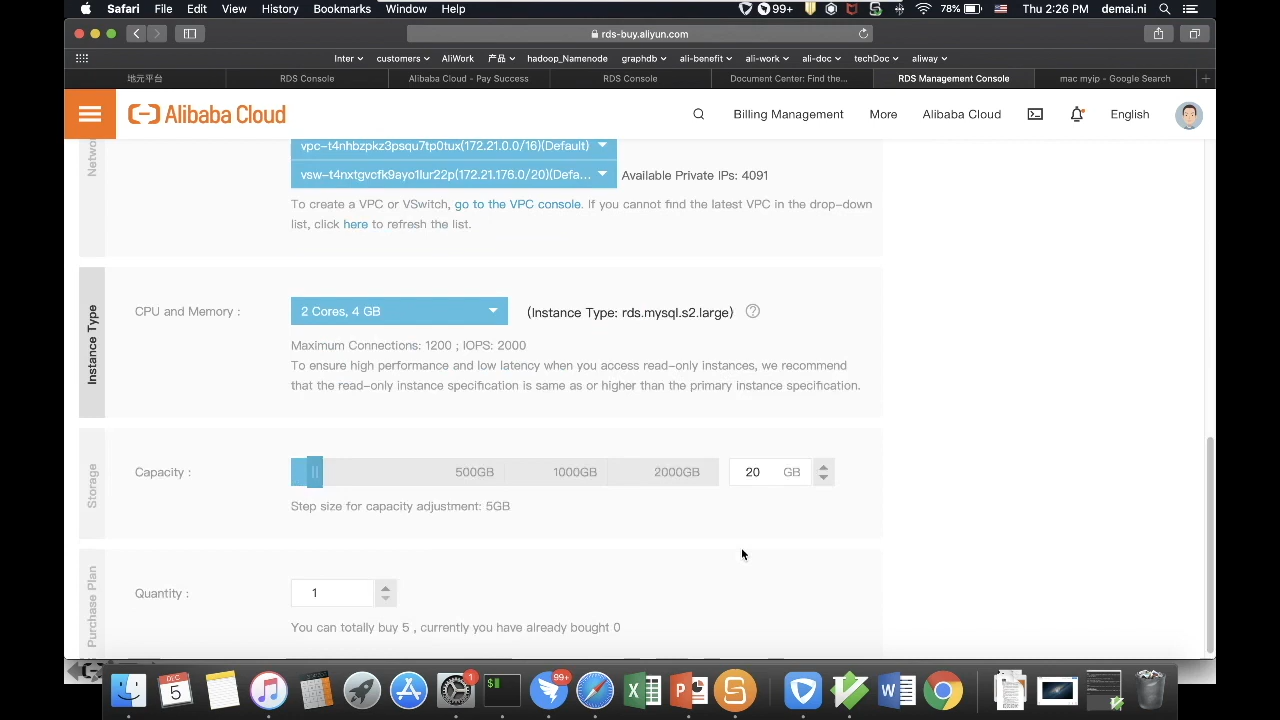 Safari File Edit View History Bookmarks Window Help 99+ 78% Thu 2:26 PM demai.ni
rds-buy.aliyun.com
Inter customers AliWork 产品 hadoop_Namenode graphdb ali-benefit ali-work ali-doc techDoc aliway
地元平台 RDS Console Alibaba Cloud - Pay Success RDS Console Document Center: Find the... RDS Management Console mac myip - Google Search
Alibaba Cloud Billing Management More Alibaba Cloud English
Networ
vpc-t4nhbzpkz3psqu7tp0tux(172.21.0.0/16)(Default)
vsw-t4nxtgvcfk9ayo1lur22p(172.21.176.0/20)(Defa... Available Private IPs: 4091
To create a VPC or VSwitch, go to the VPC console. If you cannot find the latest VPC in the drop-down
list, click here to refresh the list.
Instance Type
CPU and Memory : 2 Cores, 4 GB (Instance Type: rds.mysql.s2.large) ?
Maximum Connections: 1200 ; IOPS: 2000
To ensure high performance and low latency when you access read-only instances, we recommend
that the read-only instance specification is same as or higher than the primary instance specification.
Storage
Capacity : 500GB 1000GB 2000GB 20 GB
Step size for capacity adjustment: 5GB
Purchase Plan
Quantity : 1
You can totally buy 5 , currently you have already bought 0
DEC 5 1 $ 99+ X P S W